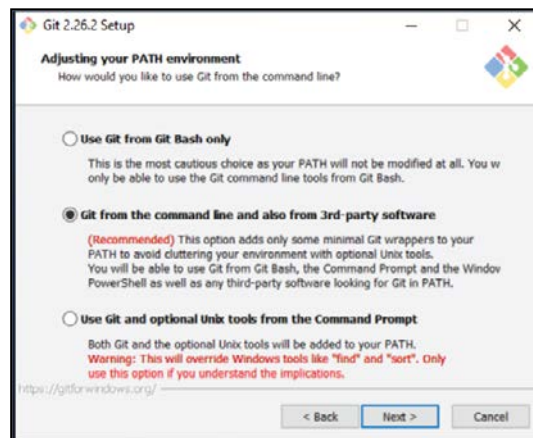 Git 2.26.2 Setup
Adjusting your PATH environment
How would you like to use Git from the command line?
Use Git from Git Bash only
This is the most cautious choice as your PATH will not be modified at all. You w
only be able to use the Git command line tools from Git Bash.
Git from the command line and also from 3rd-party software
(Recommended) This option adds only some minimal Git wrappers to your
PATH to avoid cluttering your environment with optional Unix tools.
You will be able to use Git from Git Bash, the Command Prompt and the Window
PowerShell as well as any third-party software looking for Git in PATH.
Use Git and optional Unix tools from the Command Prompt
Both Git and the optional Unix tools will be added to your PATH.
Warning: This will override Windows tools like "find" and "sort". Only
use this option if you understand the implications.
https://gitforwindows.org/
< Back Next > Cancel